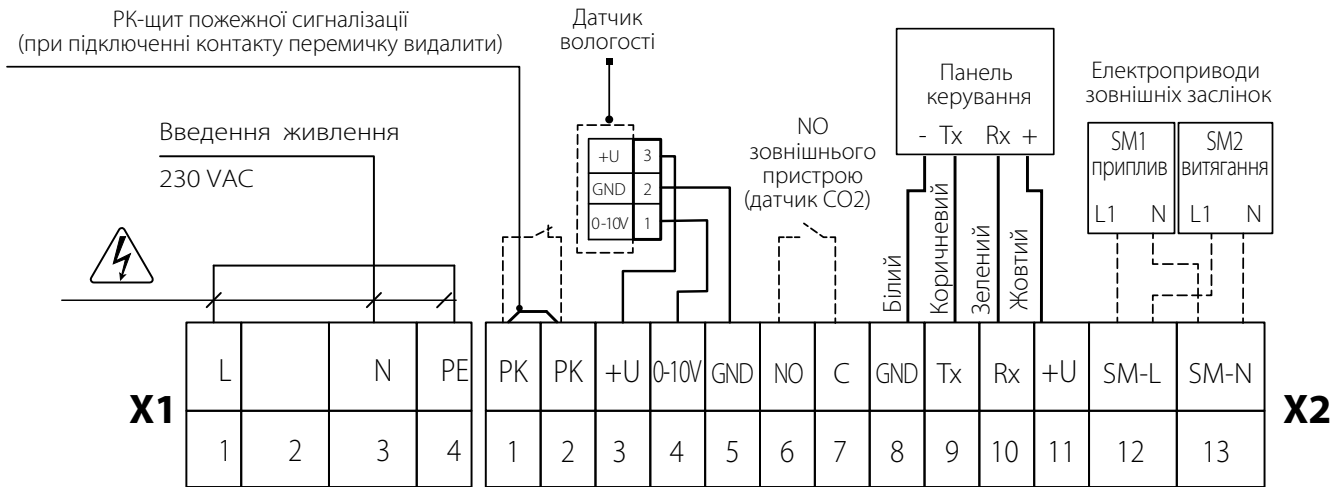 РК-щит пожежної сигналізації
(при підключенні контакту перемичку видалити)
Датчик
вологості
Введення живлення
230 VAC
+U 3
GND 2
0-10V 1
NO
зовнішнього
пристрою
(датчик CO2)
Панель
керування
- Tx Rx +
Білий
Коричневий
Зелений
Жовтий
Електроприводи
зовнішніх заслінок
SM1
приплив
L1 N
SM2
витягання
L1 N
X1
L N PE
1 2 3 4
PK PK +U 0-10V GND NO C GND Tx Rx +U SM-L SM-N
1 2 3 4 5 6 7 8 9 10 11 12 13
X2